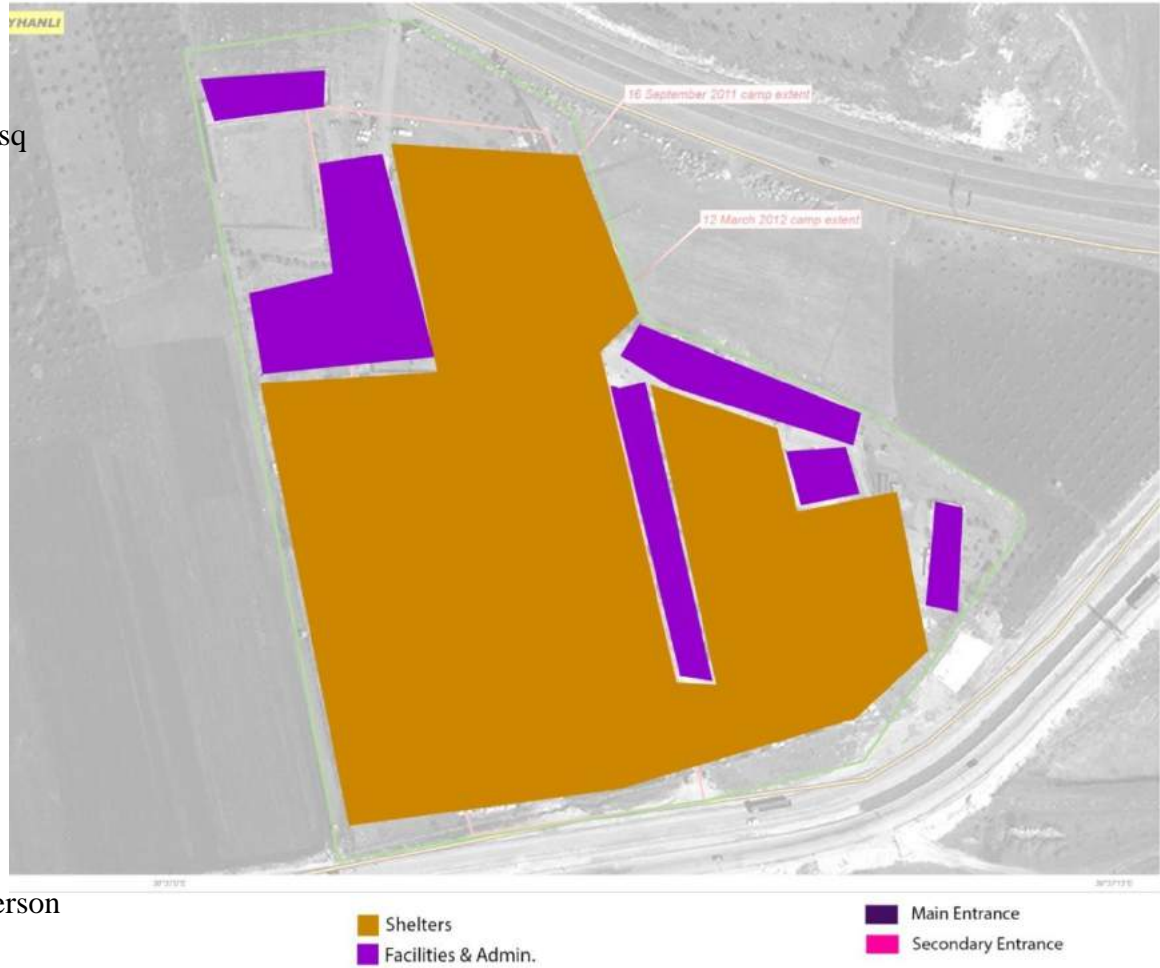 YHANLI
16 September 2011 camp extent
sq
12 March 2012 camp extent
erson
Shelters
Facilities & Admin.
Main Entrance
Secondary Entrance